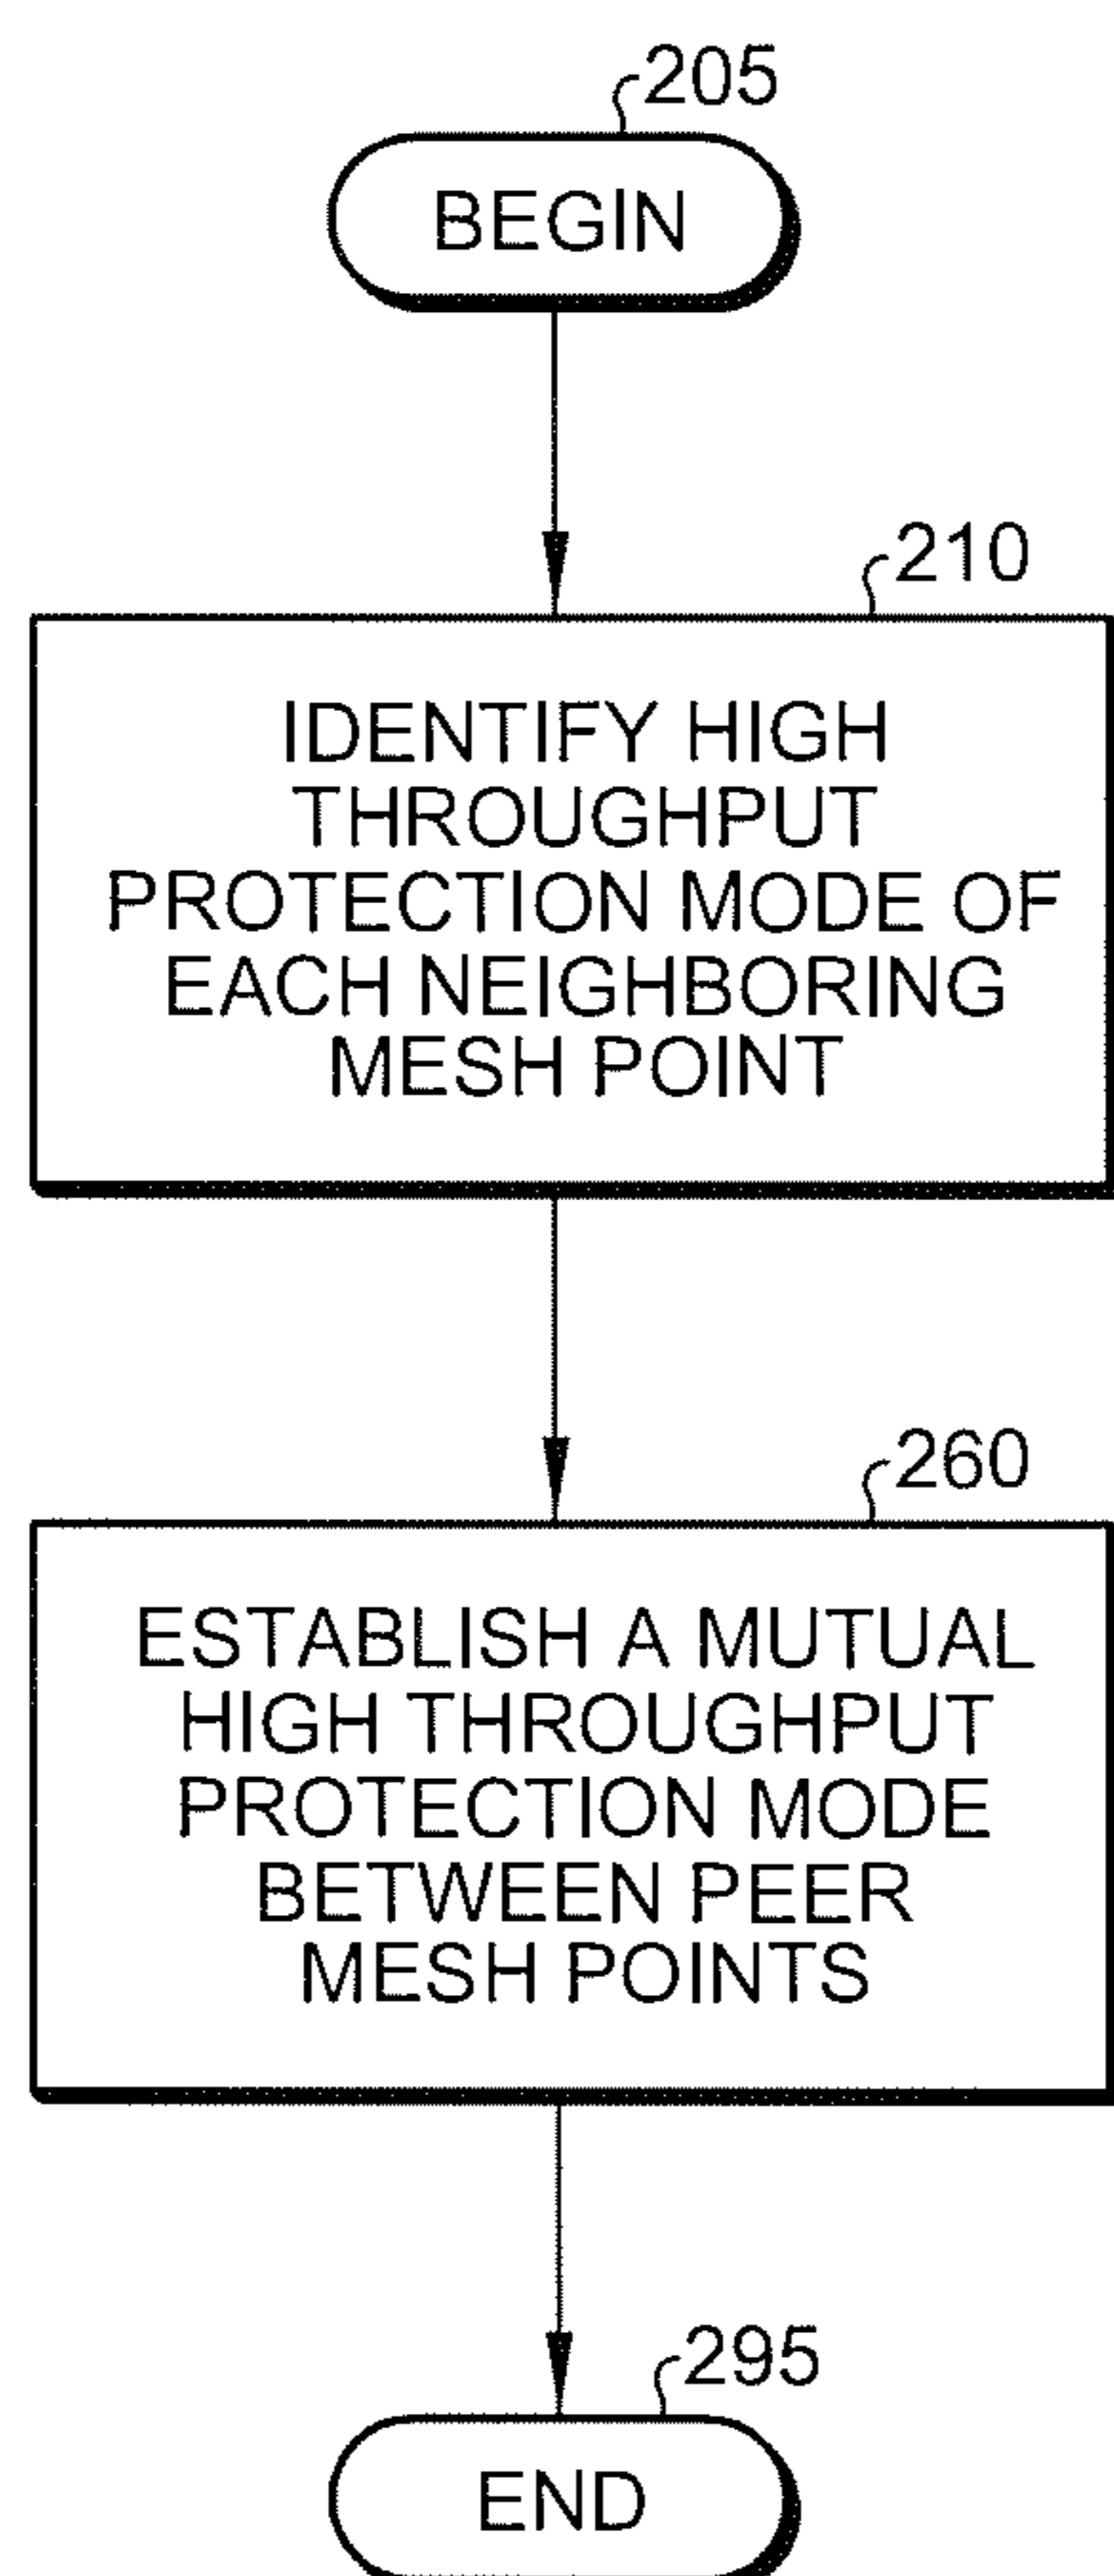 205
BEGIN
210
IDENTIFY HIGH
THROUGHPUT
PROTECTION MODE OF
EACH NEIGHBORING
MESH POINT
260
ESTABLISH A MUTUAL
HIGH THROUGHPUT
PROTECTION MODE
BETWEEN PEER
MESH POINTS
295
END